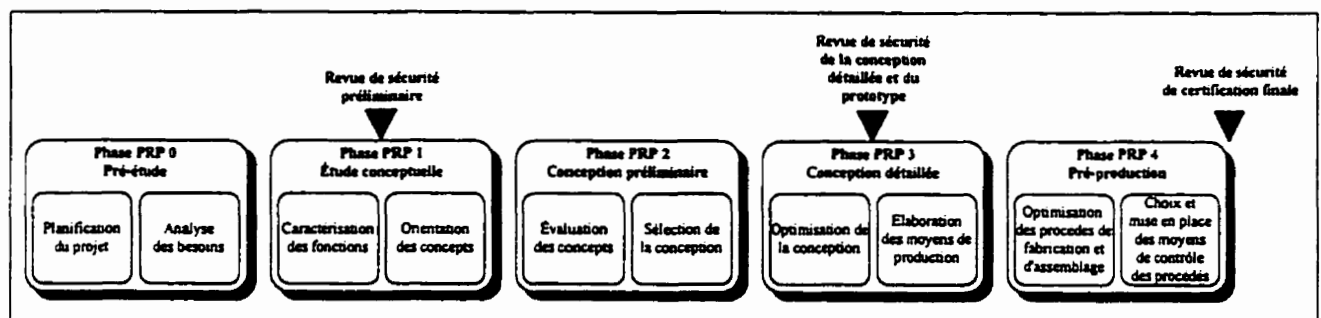 Revue de sécurité
préliminaire
Revue de sécurité
de la conception
détaillée et du
prototype
Revue de sécurité
de certification finale
Phase PRP 0
Pré-étude
Planification
du projet
Analyse
des besoins
Phase PRP 1
Étude conceptuelle
Caractérisation
des fonctions
Orientation
des concepts
Phase PRP 2
Conception préliminaire
Évaluation
des concepts
Sélection de
la conception
Phase PRP 3
Conception détaillée
Optimisation de
la conception
Elaboration
des moyens de
production
Phase PRP 4
Pré-production
Optimisation
des procedes de
fabrication et
d'assemblage
Choix et
mise en place
des moyens
de contrôle
des procédés